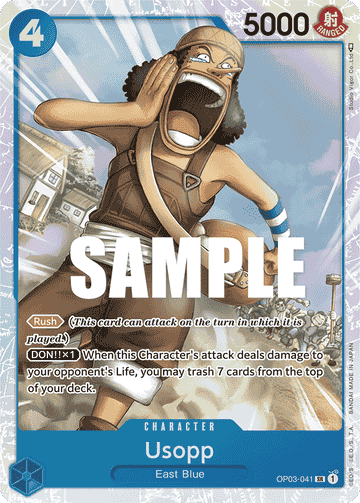 4
5000
射
RANGED
SAMPLE
Rush (This card can attack on the turn in which it is
played.)
DON!!×1 When this Character's attack deals damage to
your opponent's Life, you may trash 7 cards from the top
of your deck.
CHARACTER
Usopp
East Blue
OP03-041 SR 1
BANDAI MADE IN JAPAN